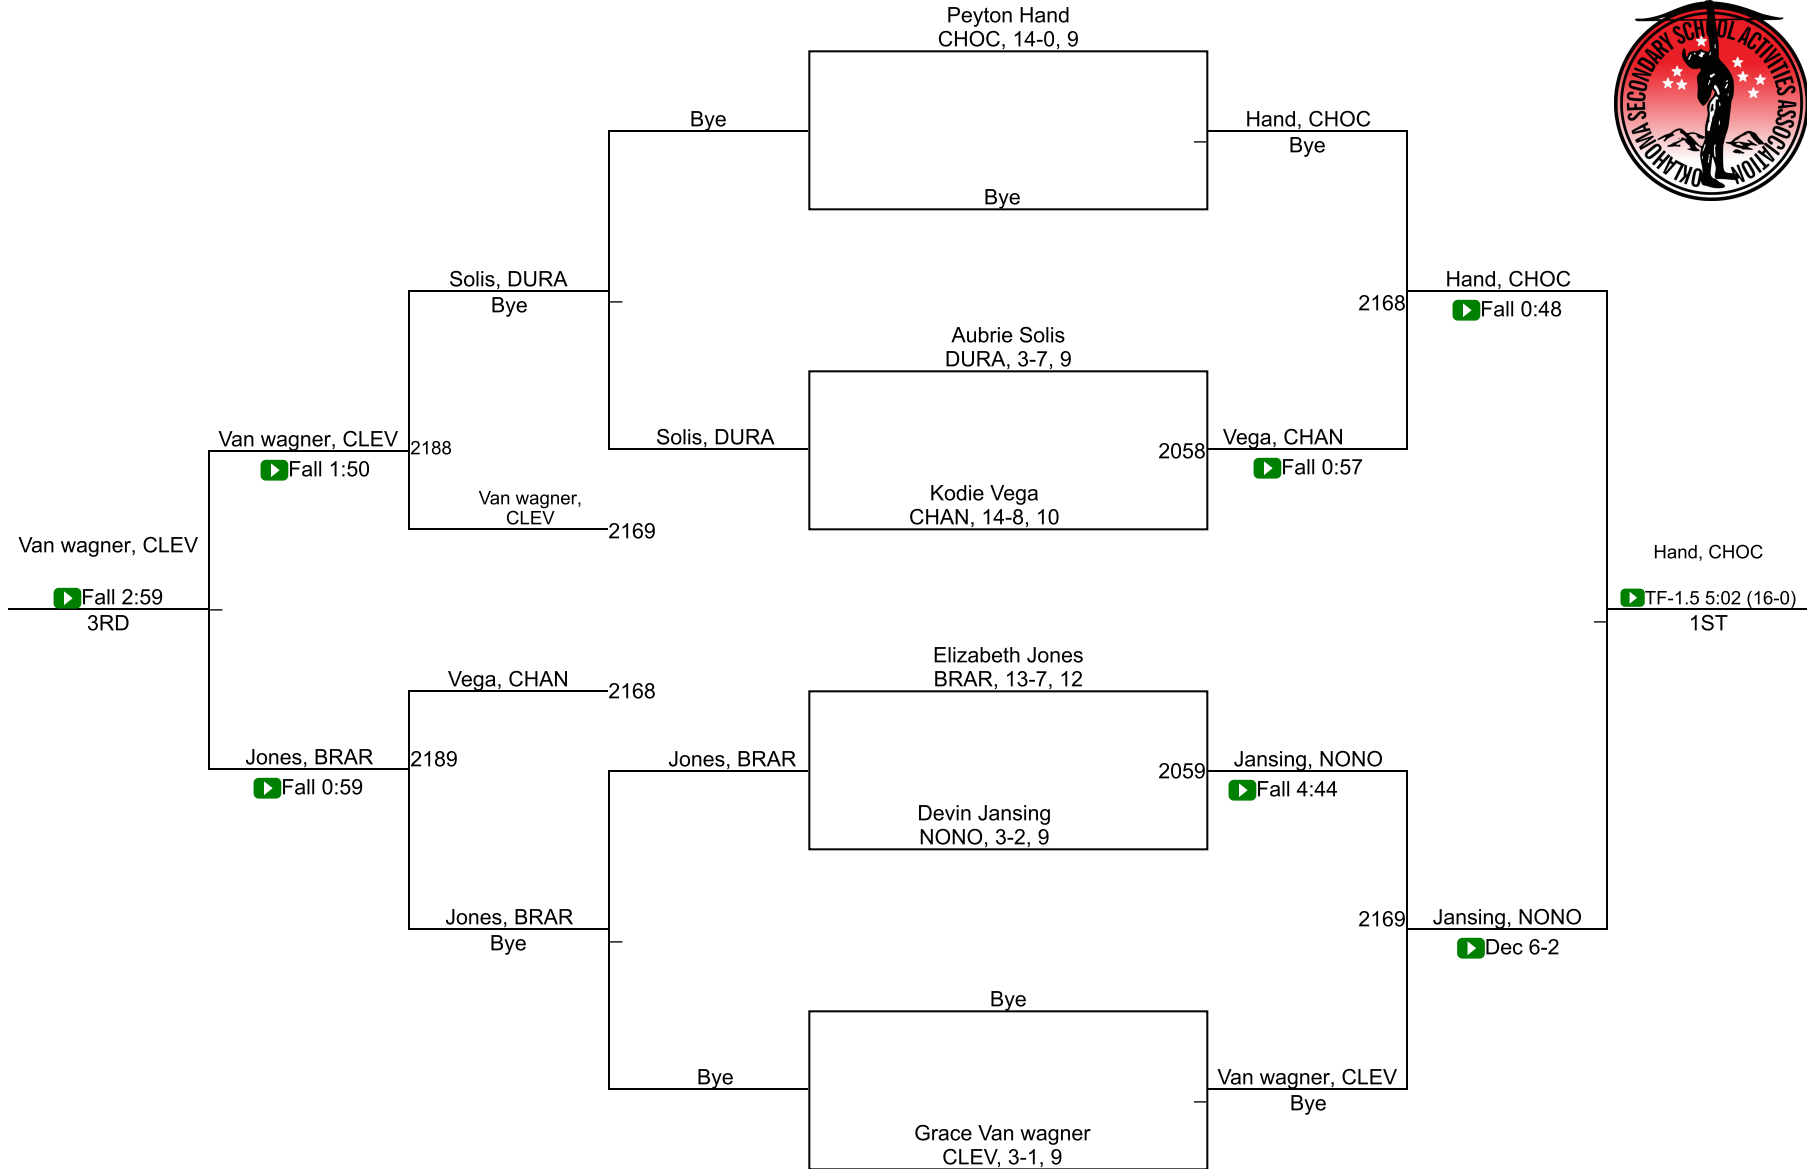 Peyton Hand
CHOC, 14-0, 9
OKLAHOMA SECONDARY SCHOOL ACTIVITIES ASSOCIATION
Bye
Hand, CHOC
Bye
Bye
Solis, DURA
Bye
Hand, CHOC
2168
Fall 0:48
Aubrie Solis
DURA, 3-7, 9
Van wagner, CLEV
2188
Fall 1:50
Solis, DURA
2058
Vega, CHAN
Fall 0:57
Van wagner,
CLEV
2169
Kodie Vega
CHAN, 14-8, 10
Van wagner, CLEV
Fall 2:59
3RD
Hand, CHOC
TF-1.5 5:02 (16-0)
1ST
Vega, CHAN
2168
Elizabeth Jones
BRAR, 13-7, 12
Jones, BRAR
2189
Fall 0:59
Jones, BRAR
2059
Jansing, NONO
Fall 4:44
Devin Jansing
NONO, 3-2, 9
Jones, BRAR
Bye
2169
Jansing, NONO
Dec 6-2
Bye
Bye
Van wagner, CLEV
Bye
Grace Van wagner
CLEV, 3-1, 9